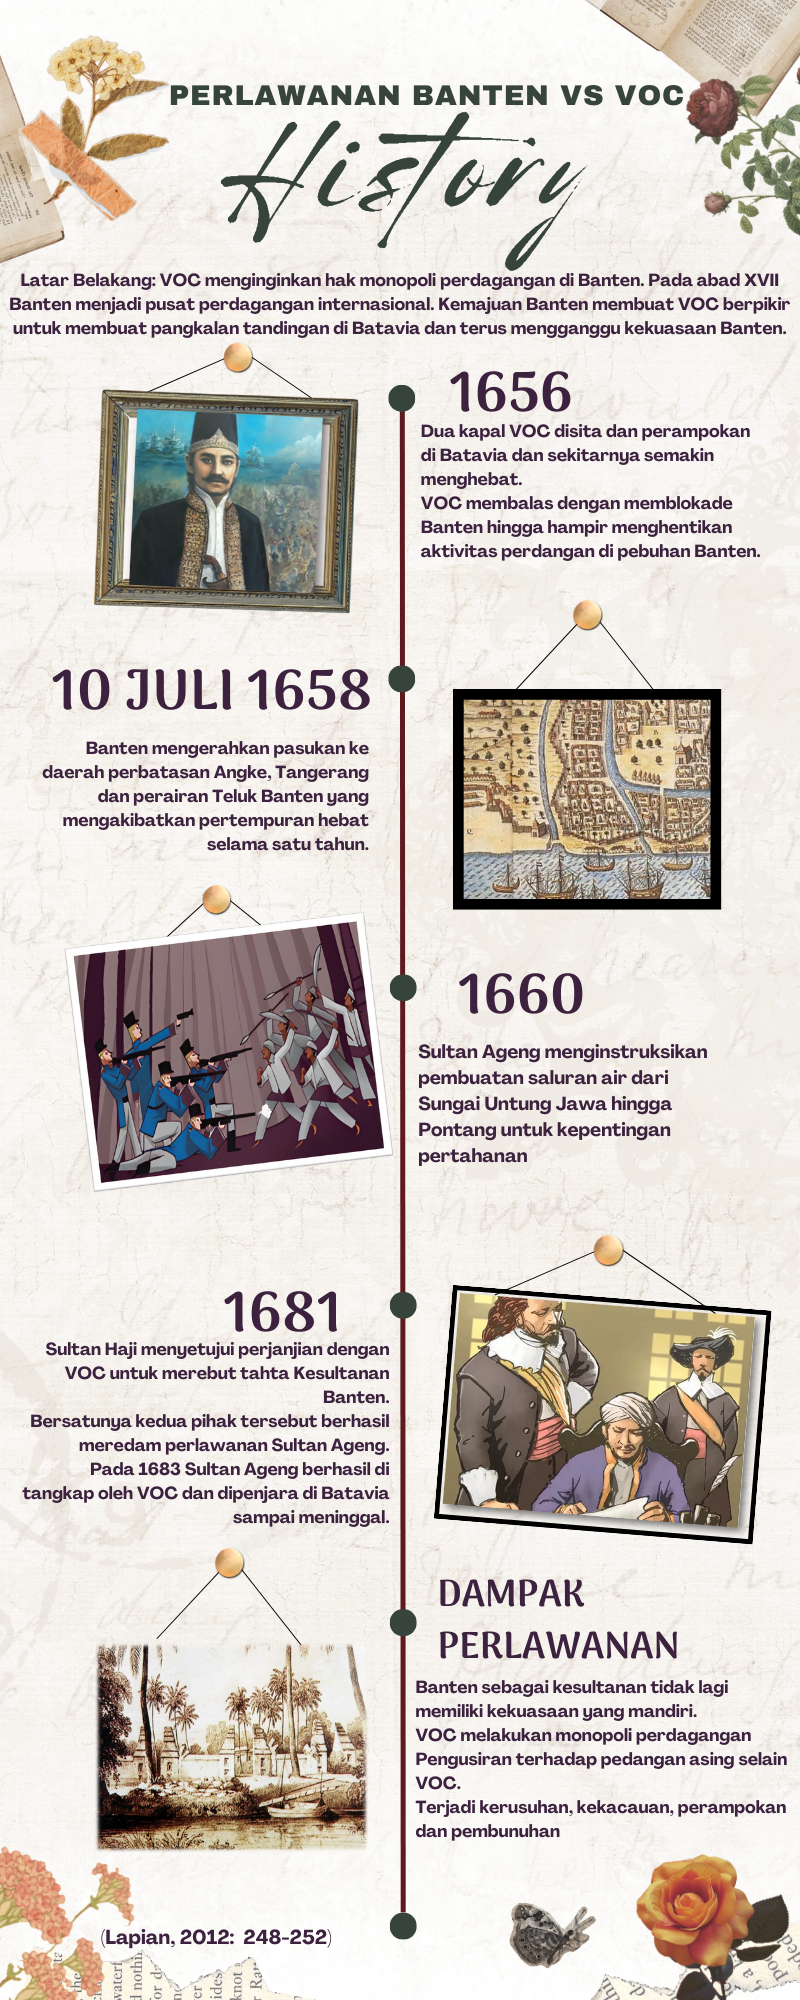 PERLAWANAN BANTEN VS VOC
History
Latar Belakang: VOC menginginkan hak monopoli perdagangan di Banten. Pada abad XVII
Banten menjadi pusat perdagangan internasional. Kemajuan Banten membuat VOC berpikir
untuk membuat pangkalan tandingan di Batavia dan terus mengganggu kekuasaan Banten.
1656
Dua kapal VOC disita dan perampokan
di Batavia dan sekitarnya semakin
menghebat.
VOC membalas dengan memblokade
Banten hingga hampir menghentikan
aktivitas perdangan di pebuhan Banten.
10 JULI 1658
Banten mengerahkan pasukan ke
daerah perbatasan Angke, Tangerang
dan perairan Teluk Banten yang
mengakibatkan pertempuran hebat
selama satu tahun.
1660
Sultan Ageng menginstruksikan
pembuatan saluran air dari
Sungai Untung Jawa hingga
Pontang untuk kepentingan
pertahanan
1681
Sultan Haji menyetujui perjanjian dengan
VOC untuk merebut tahta Kesultanan
Banten.
Bersatunya kedua pihak tersebut berhasil
meredam perlawanan Sultan Ageng.
Pada 1683 Sultan Ageng berhasil di
tangkap oleh VOC dan dipenjara di Batavia
sampai meninggal.
DAMPAK
PERLAWANAN
Banten sebagai kesultanan tidak lagi
memiliki kekuasaan yang mandiri.
VOC melakukan monopoli perdagangan
Pengusiran terhadap pedangan asing selain
VOC.
Terjadi kerusuhan, kekacauan, perampokan
dan pembunuhan
(Lapian, 2012: 248-252)